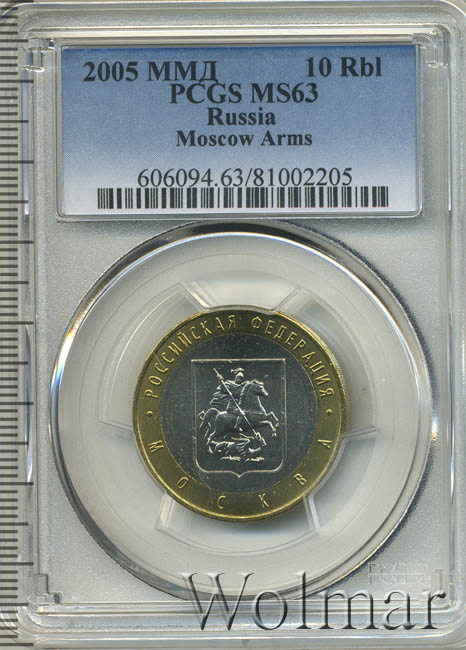 2005 ММД 10 Rbl
PCGS MS63
Russia
Moscow Arms
606094.63/81002205
РОССИЙСКАЯ ФЕДЕРАЦИЯ
МОСКВА
Wolmar